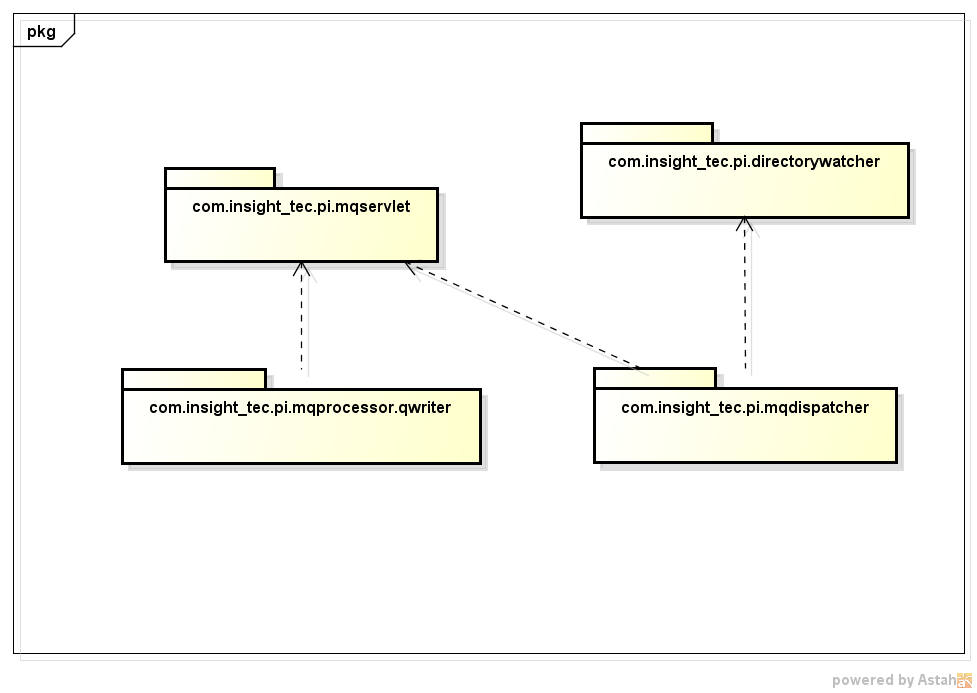 pkg
com.insight_tec.pi.directorywatcher
com.insight_tec.pi.mqservlet
com.insight_tec.pi.mqprocessor.qwriter
com.insight_tec.pi.mqdispatcher
powered by Astah